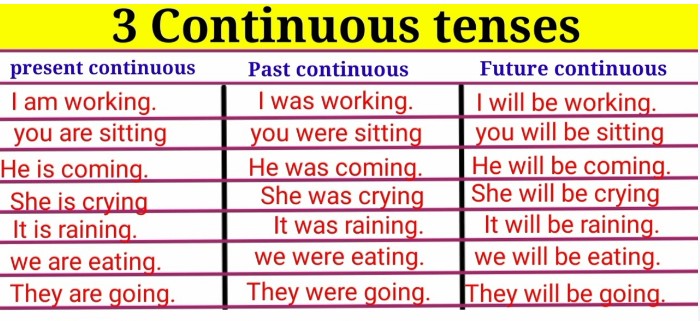 3 Continuous tenses
present continuous Past continuous Future continuous
I am working. I was working. I will be working.
you are sitting you were sitting you will be sitting
He is coming. He was coming. He will be coming.
She is crying She was crying She will be crying
It is raining. It was raining. It will be raining.
we are eating. we were eating. we will be eating.
They are going. They were going. They will be going.